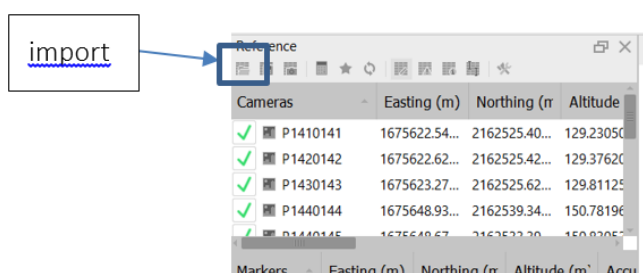 import
Reference
Cameras Easting (m) Northing (m Altitude
P1410141 1675622.54... 2162525.40... 129.23050
P1420142 1675622.62... 2162525.42... 129.37620
P1430143 1675623.27... 2162525.62... 129.81125
P1440144 1675648.93... 2162539.34... 150.78196
Markers Easting (m) Northing (m Altitude (m) Accu